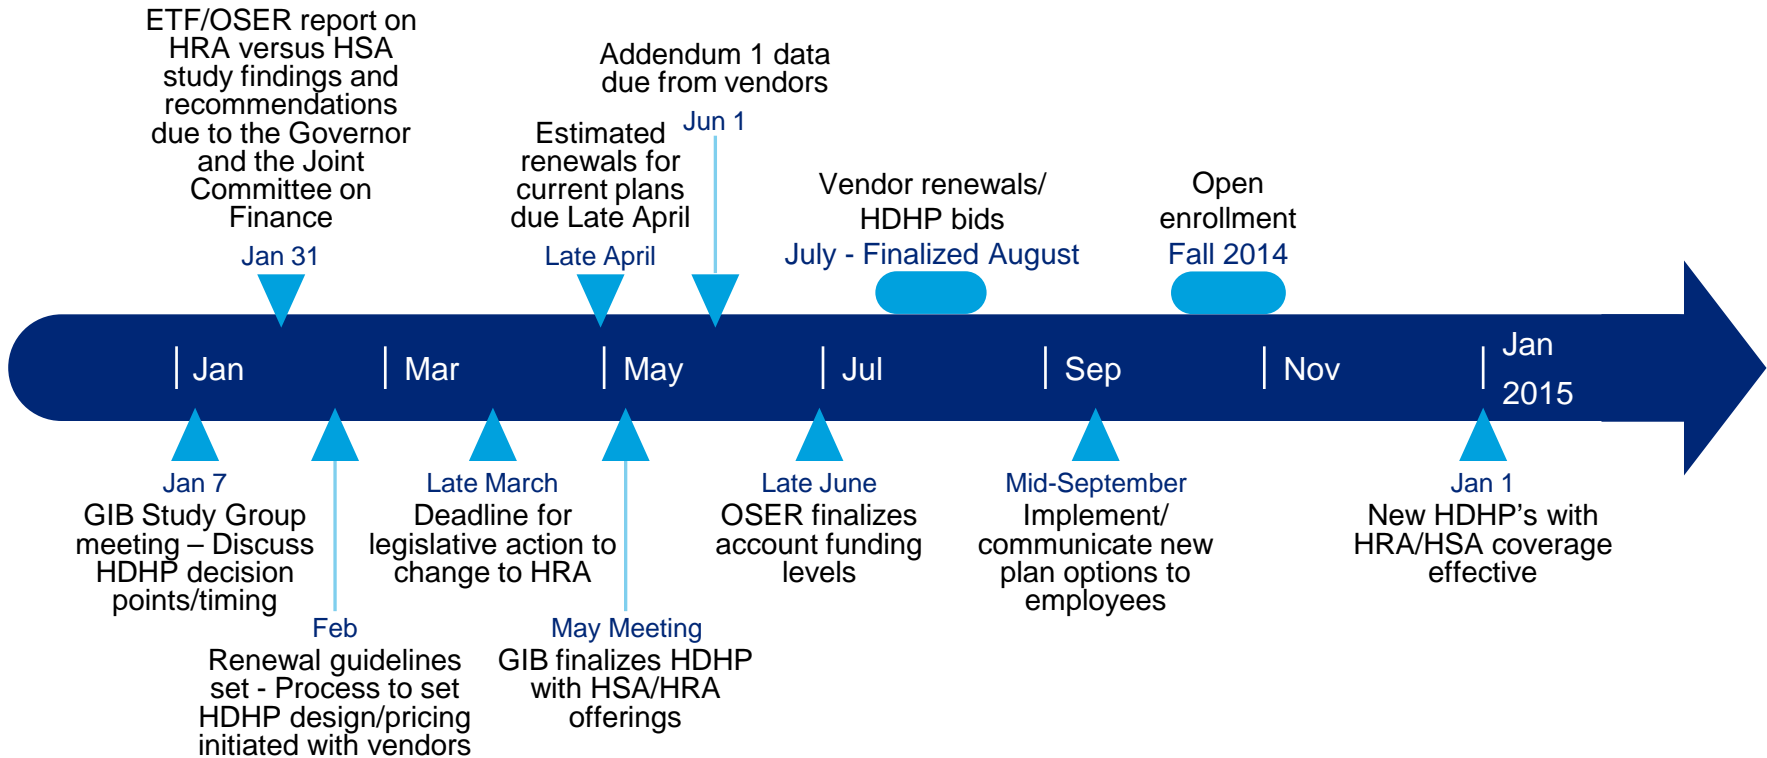 ETF/OSER report on
HRA versus HSA
study findings and
recommendations
due to the Governor
and the Joint
Committee on
Finance
Jan 31
Estimated
renewals for
current plans
due Late April
Late April
Addendum 1 data
due from vendors
Jun 1
Vendor renewals/
HDHP bids
July - Finalized August
Open
enrollment
Fall 2014
Jan
Mar
May
Jul
Sep
Nov
Jan
2015
Jan 7
GIB Study Group
meeting – Discuss
HDHP decision
points/timing
Feb
Renewal guidelines
set - Process to set
HDHP design/pricing
initiated with vendors
Late March
Deadline for
legislative action to
change to HRA
May Meeting
GIB finalizes HDHP
with HSA/HRA
offerings
Late June
OSER finalizes
account funding
levels
Mid-September
Implement/
communicate new
plan options to
employees
Jan 1
New HDHP's with
HRA/HSA coverage
effective